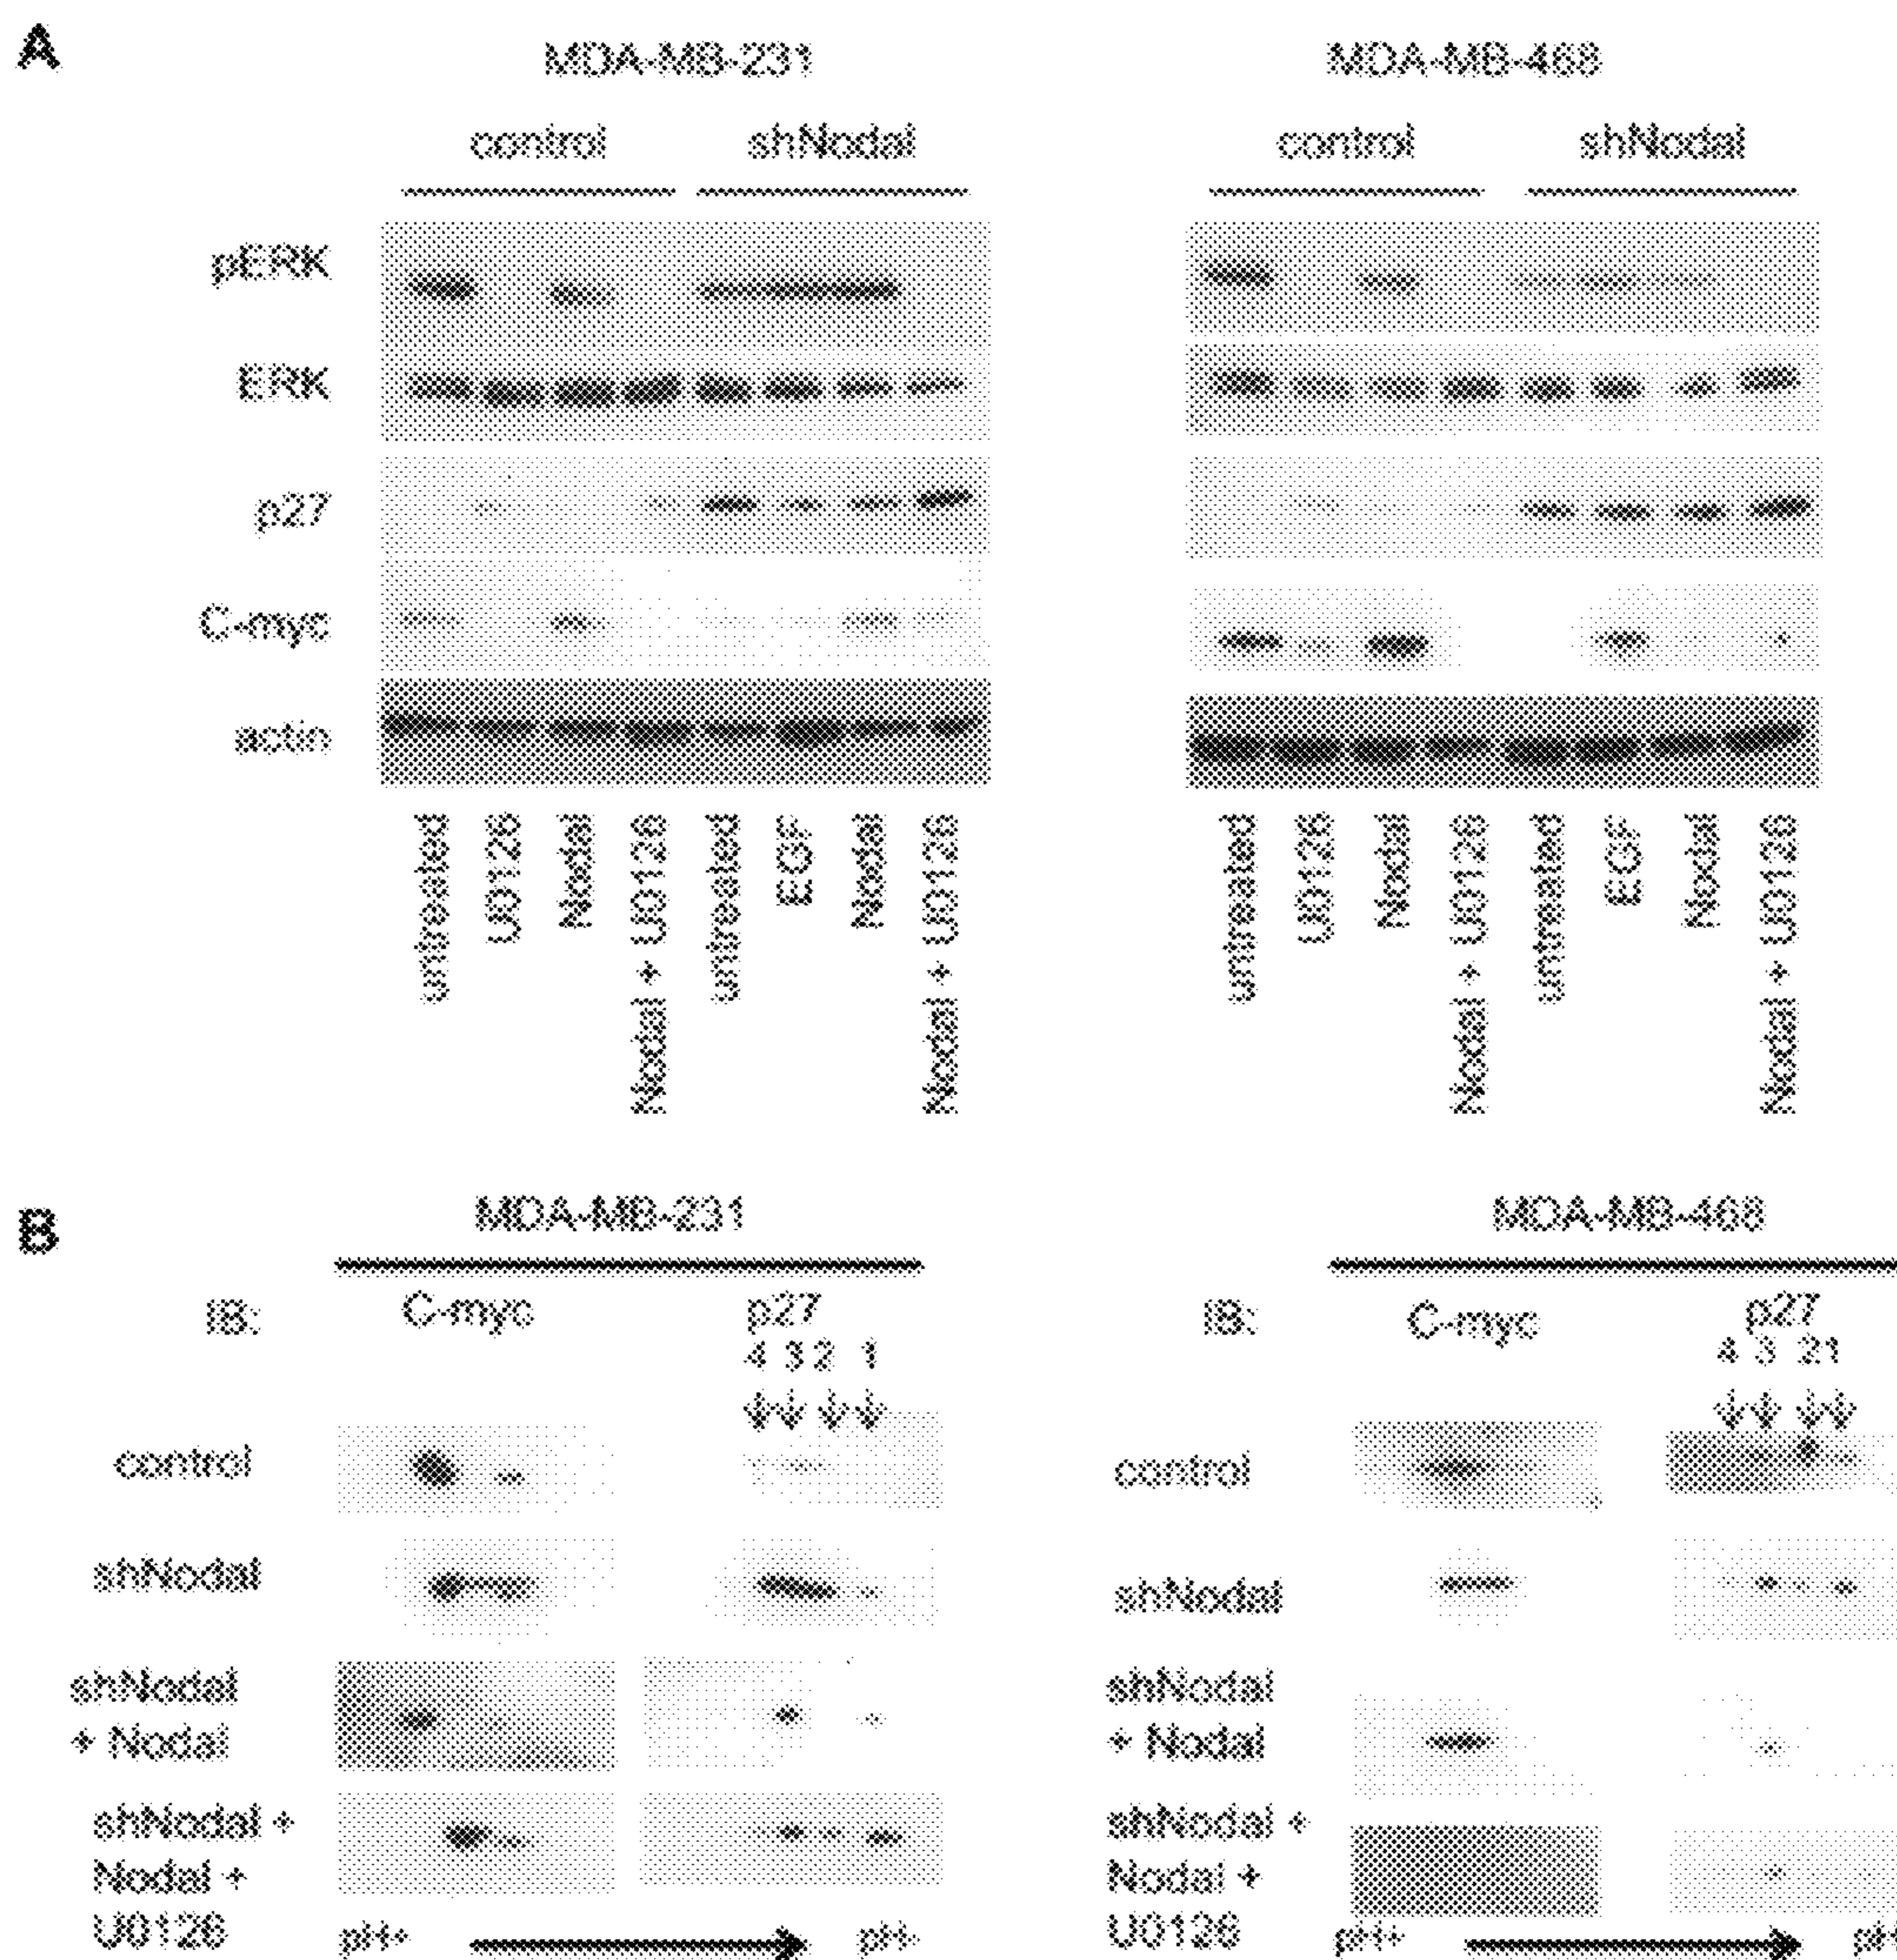 A
MDA-MB-231
MDA-MB-468
control shNodal
control shNodal
pERK
ERK
p27
C-myc
actin
untreated
U0126
Nodal
Nodal + U0126
untreated
EGF
Nodal
Nodal + U0126
untreated
U0126
Nodal
Nodal + U0126
untreated
EGF
Nodal
Nodal + U0126
B
MDA-MB-231
IB: C-myc p27
4 3 2 1
control
shNodal
shNodal
+ Nodal
shNodal +
Nodal +
U0126
pH+ pH-
MDA-MB-468
IB: C-myc p27
4 3 21
control
shNodal
shNodal
+ Nodal
shNodal +
Nodal +
U0126
pH+